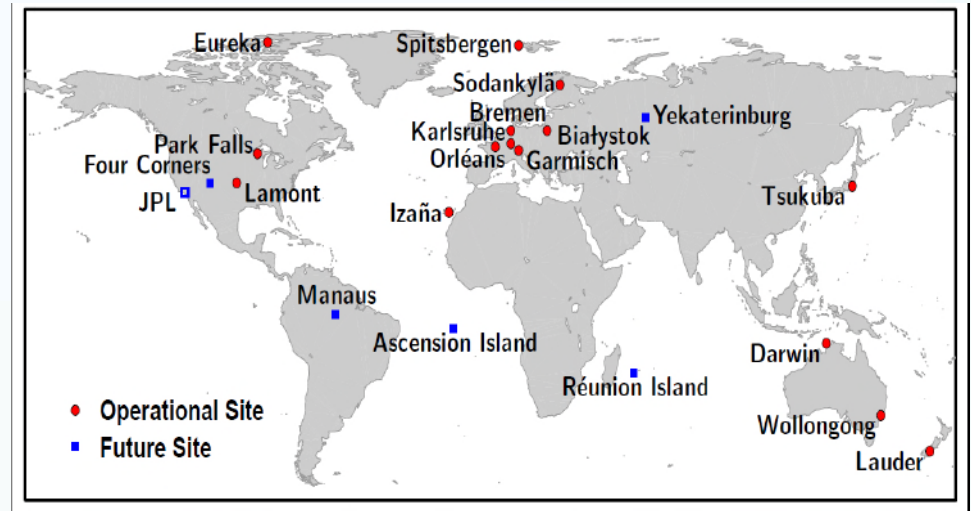 Eureka
Spitsbergen
Sodankylä
Bremen
Yekaterinburg
Karlsruhe
Białystok
Park Falls
Orléans
Garmisch
Four Corners
Lamont
JPL
Tsukuba
Izaña
Manaus
Ascension Island
Darwin
Réunion Island
Operational Site
Wollongong
Future Site
Lauder